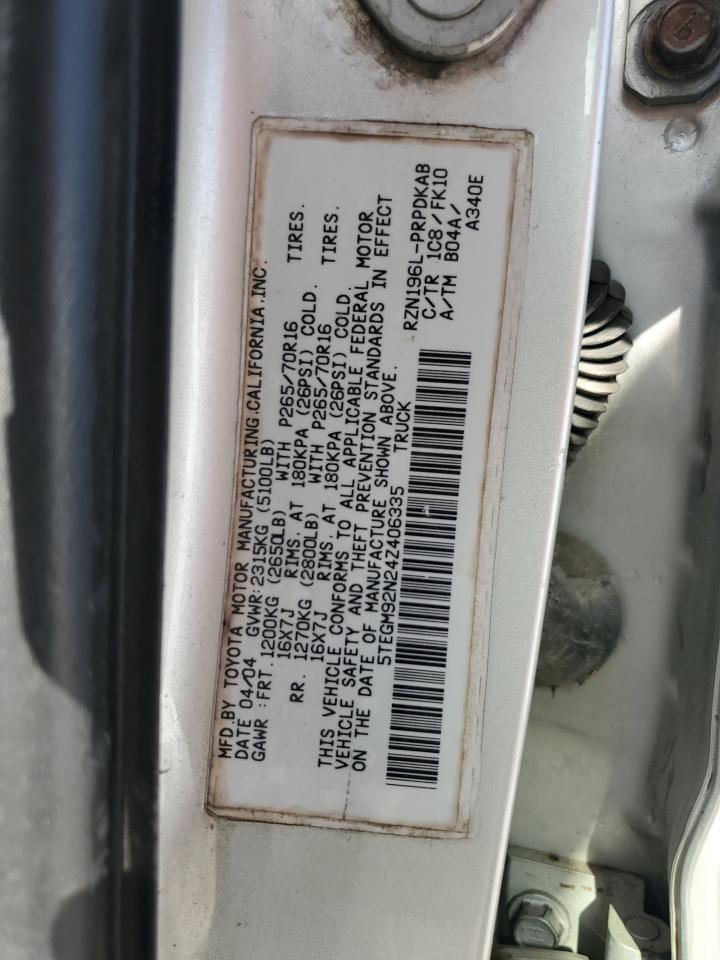 MFD.BY TOYOTA MOTOR MANUFACTURING.CALIFORNIA.INC.
DATE 04/04 GVWR:2315KG (5100LB)
GAWR :FRT.1200KG (2650LB) WITH P265/70R16 TIRES.
16X7J RIMS. AT 180KPA (26PSI) COLD.
RR. 1270KG (2800LB) WITH P265/70R16 TIRES.
16X7J RIMS. AT 180KPA (26PSI) COLD.
THIS VEHICLE CONFORMS TO ALL APPLICABLE FEDERAL MOTOR
VEHICLE SAFETY AND THEFT PREVENTION STANDARDS IN EFFECT
ON THE DATE OF MANUFACTURE SHOWN ABOVE.
5TEGM92N24Z406335 TRUCK
RZN196L-PRPDKAB
C/TR 1C8/FK10
A/TM B04A/
A340E